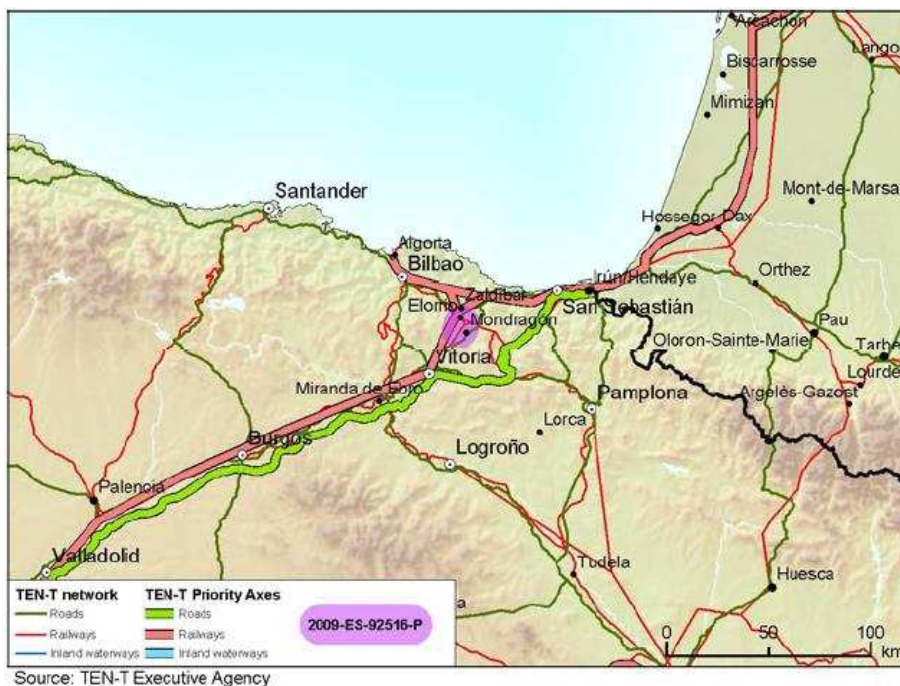 Arcachon
Lango
Biscarrosse
Mimizan
Santander
Mont-de-Marsa
Hossegor Dax
Algorta
Bilbao
Orthez
Irún/Hendaye
Zaldibar
Elorrio
San Sebastián
Mondragón
Pau
Oloron-Sainte-Marie
Tarbe
Vitoria
Lourde
Miranda de Ebro
Argelès-Gazost
Pamplona
Lorca
Burgos
Logroño
Palencia
Valladolid
Tudela
Huesca
TEN-T network
Roads
Railways
Inland waterways
TEN-T Priority Axes
Roads
Railways
Inland waterways
2009-ES-92516-P
a
0 50 100
km
Source: TEN-T Executive Agency